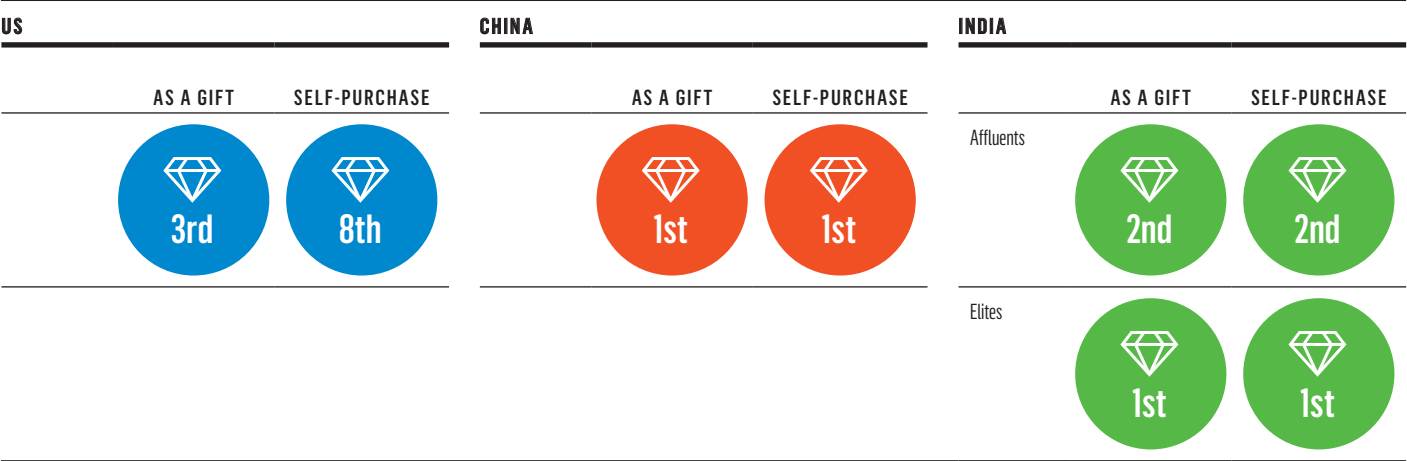 US
AS A GIFT SELF-PURCHASE
3rd 8th
CHINA
AS A GIFT SELF-PURCHASE
1st 1st
INDIA
AS A GIFT SELF-PURCHASE
Affluents
2nd 2nd
Elites
1st 1st